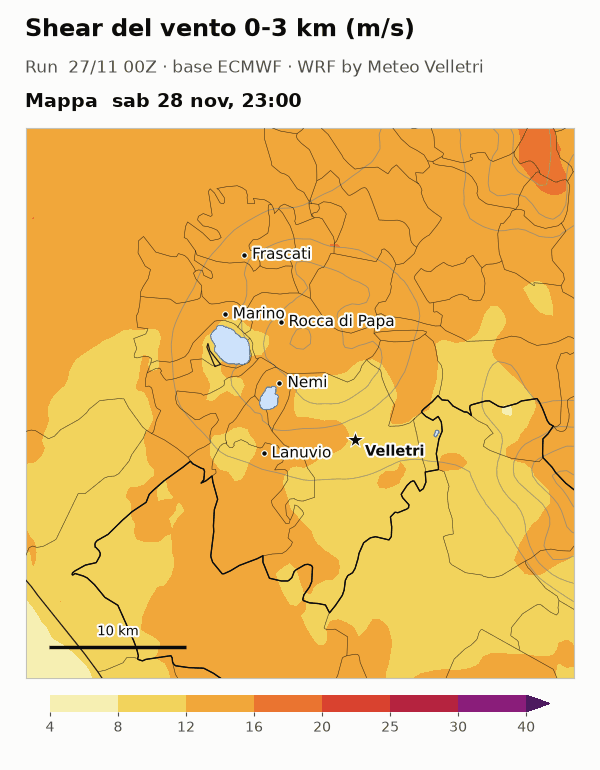 Shear del vento 0-3 km (m/s)
Run  27/11 00Z · base ECMWF · WRF by Meteo Velletri
Mappa  sab 28 nov, 23:00
Frascati
Marino
Rocca di Papa
Nemi
Velletri
Lanuvio
10 km
4 8 12 16 20 25 30 40